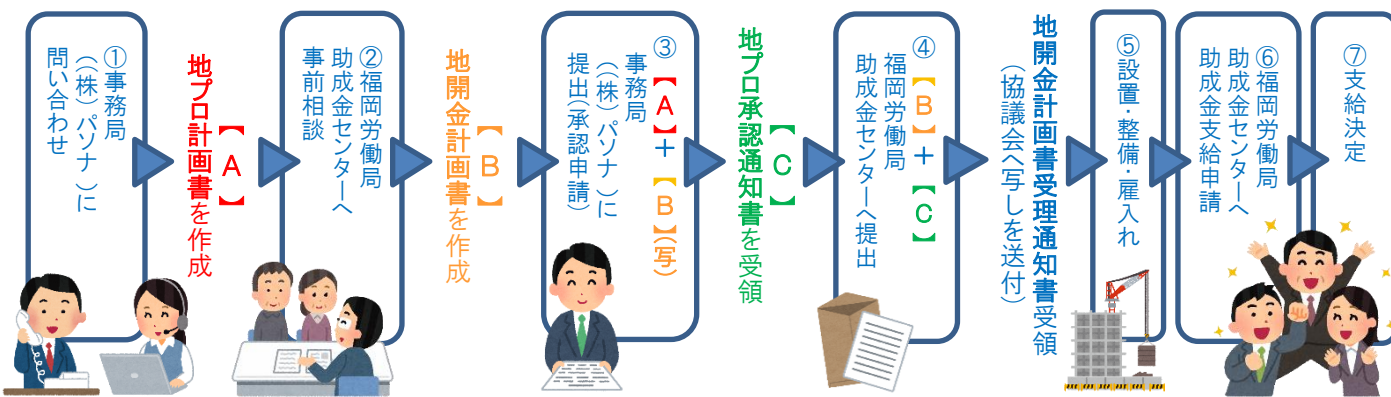 ①事務局
（（株）パソナ ）に
問い合わせ
【A】
地プロ計画書を作成
②福岡労働局
助成金センターへ
事前相談
【B】
地開金計画書を作成
③【A】＋【B】（写）
事務局
（（株）パソナ ）に
提出（承認申請）
【C】
地プロ承認通知書を受領
④【B】＋【C】
福岡労働局
助成金センターへ提出
地開金計画書受理通知書受領
（協議会へ写しを送付）
⑤設置・整備・雇入れ
⑥福岡労働局
助成金センターへ
助成金支給申請
⑦支給決定